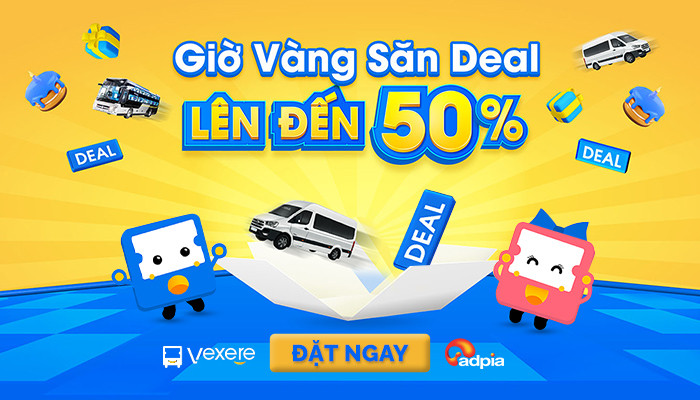 Giờ Vàng Săn Deal
LÊN ĐẾN 50%
DEAL
DEAL
DEAL
vexere
ĐẶT NGAY
adpia